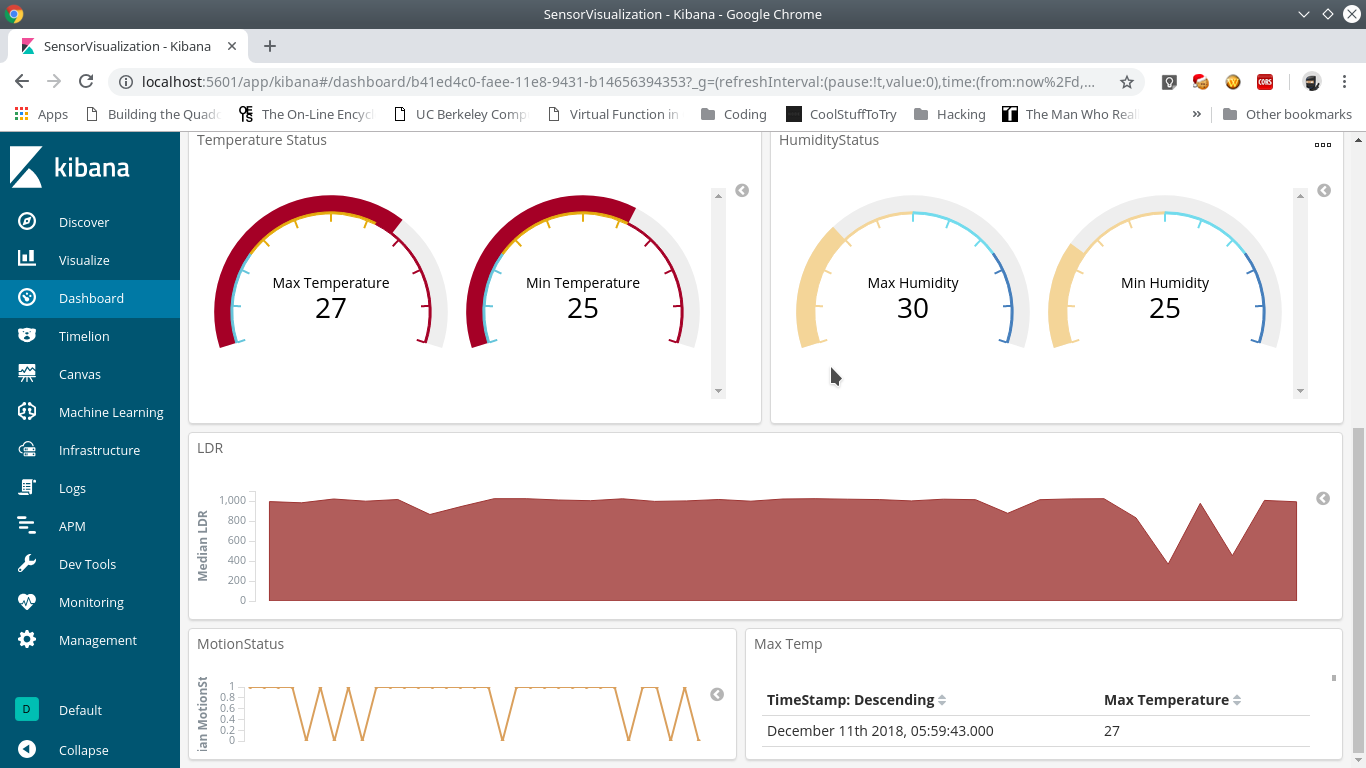 SensorVisualization - Kibana - Google Chrome
SensorVisualization - Kibana
localhost:5601/app/kibana#/dashboard/b41ed4c0-faee-11e8-9431-b14656394353?_g=(refreshInterval:(pause:!t,value:0),time:(from:now%2Fd,...
CORS
Apps Building the Quad The On-Line Encycl UC Berkeley Comp Virtual Function in Coding CoolStuffToTry Hacking The Man Who Real » Other bookmarks
kibana
Discover
Visualize
Dashboard
Timelion
Canvas
Machine Learning
Infrastructure
Logs
APM
Dev Tools
Monitoring
Management
D Default
Collapse
Temperature Status
Max Temperature
27
Min Temperature
25
HumidityStatus
Max Humidity
30
Min Humidity
25
LDR
Median LDR
1,000
800
600
400
200
0
MotionStatus
ian MotionSt
1
0.8
0.6
0.4
0.2
0
Max Temp
TimeStamp: Descending Max Temperature
December 11th 2018, 05:59:43.000 27